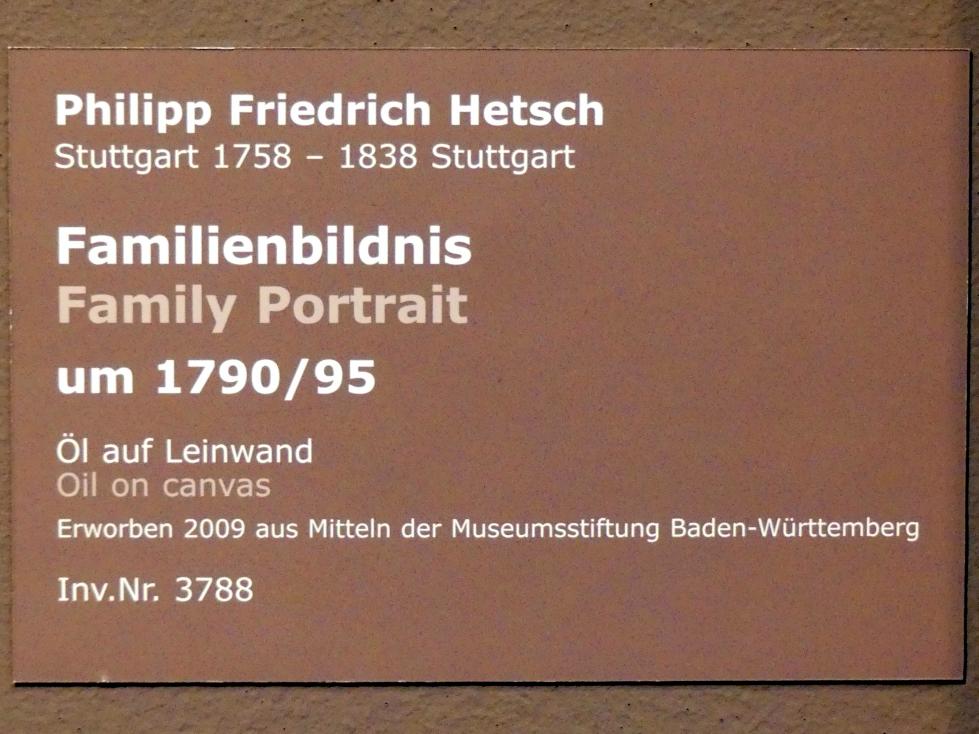 Philipp Friedrich Hetsch
Stuttgart 1758 – 1838 Stuttgart
Familienbildnis
Family Portrait
um 1790/95
Öl auf Leinwand
Oil on canvas
Erworben 2009 aus Mitteln der Museumsstiftung Baden-Württemberg
Inv.Nr. 3788